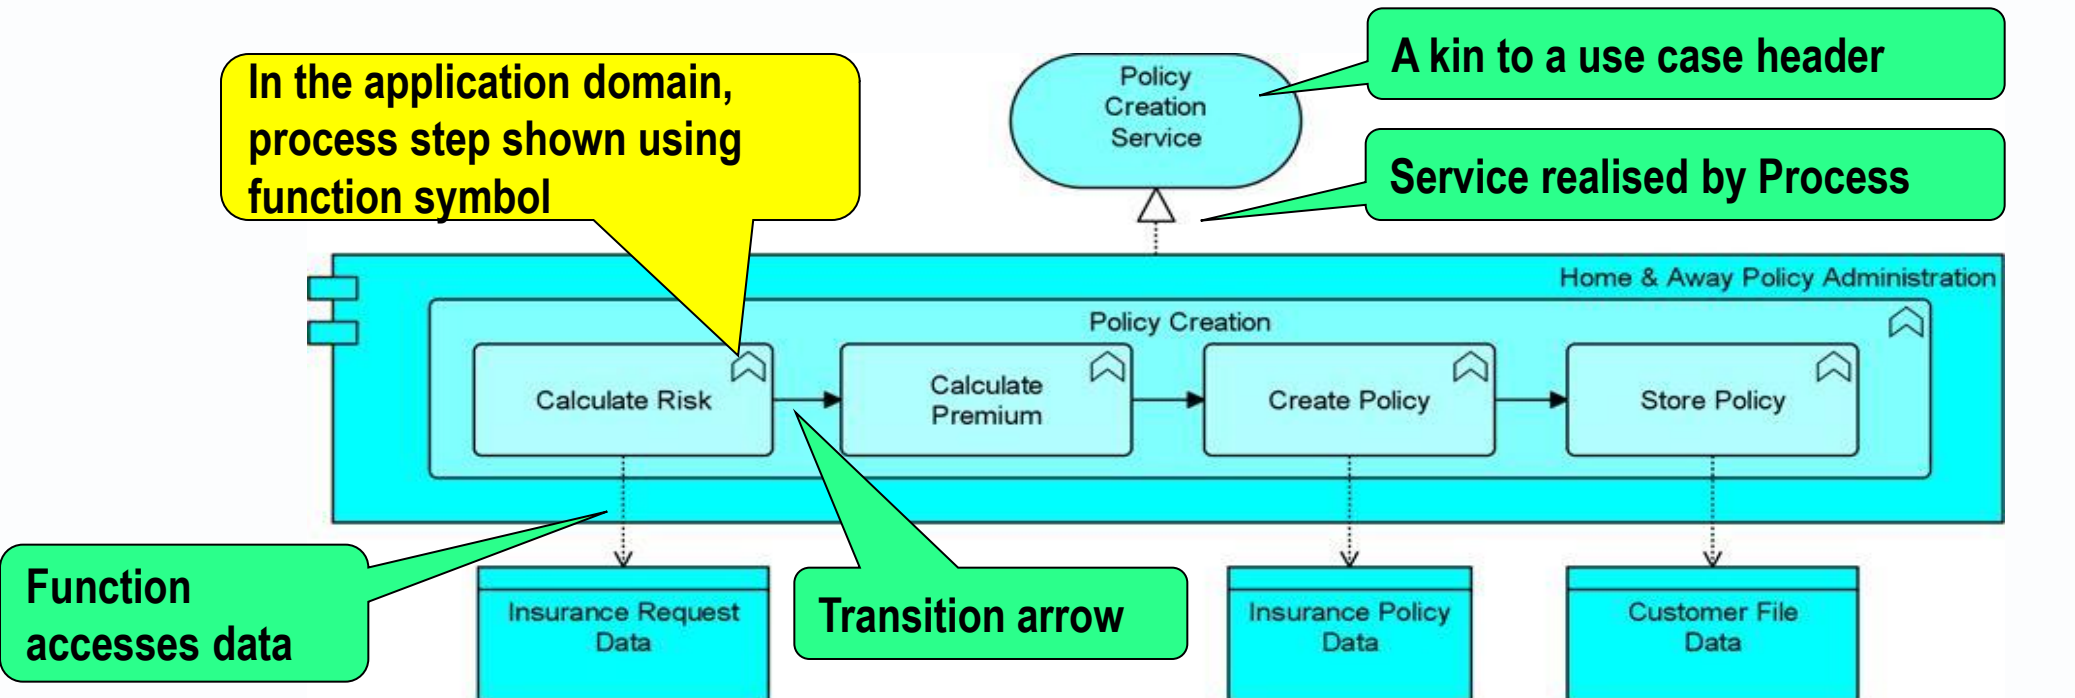 In the application domain,
process step shown using
function symbol
Policy
Creation
Service
A kin to a use case header
Service realised by Process
Home & Away Policy Administration
Policy Creation
Calculate Risk
Calculate
Premium
Create Policy
Store Policy
Function
accesses data
Insurance Request
Data
Transition arrow
Insurance Policy
Data
Customer File
Data